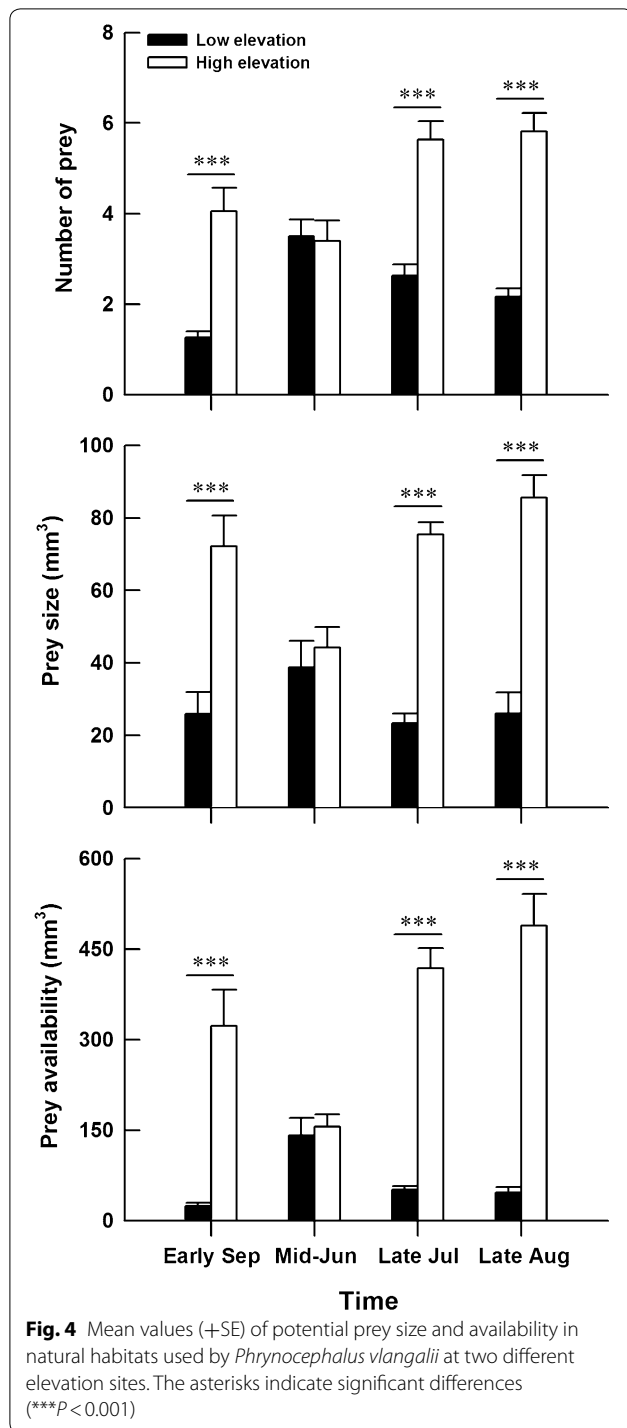 Low elevation
High elevation
8
6
4
2
0
Number of prey
***
***
***
100
80
60
40
20
0
Prey size (mm³)
***
***
***
600
450
300
150
0
Prey availability (mm³)
***
***
***
Early Sep Mid-Jun Late Jul Late Aug
Time
Fig. 4 Mean values (+SE) of potential prey size and availability in
natural habitats used by Phrynocephalus vlangalii at two different
elevation sites. The asterisks indicate significant differences
(***P < 0.001)